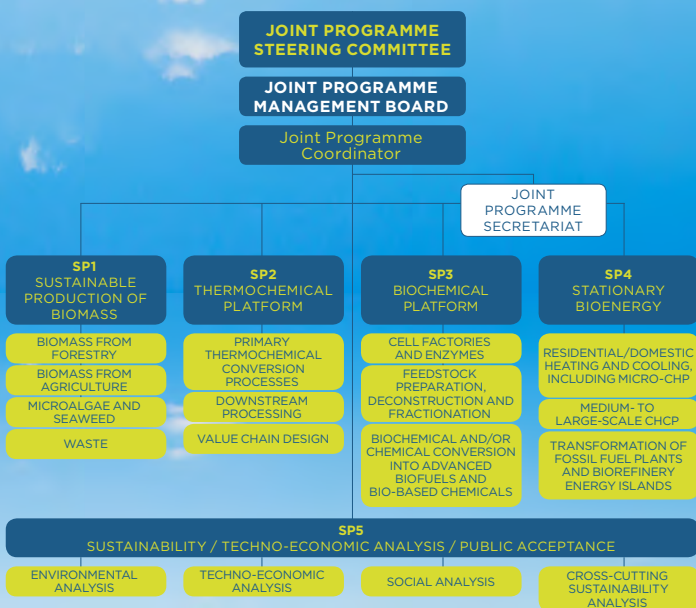 JOINT PROGRAMME
STEERING COMMITTEE
JOINT PROGRAMME
MANAGEMENT BOARD
Joint Programme
Coordinator
JOINT
PROGRAMME
SECRETARIAT
SP1
SUSTAINABLE
PRODUCTION OF
BIOMASS
BIOMASS FROM
FORESTRY
BIOMASS FROM
AGRICULTURE
MICROALGAE AND
SEAWEED
WASTE
SP2
THERMOCHEMICAL
PLATFORM
PRIMARY
THERMOCHEMICAL
CONVERSION
PROCESSES
DOWNSTREAM
PROCESSING
VALUE CHAIN DESIGN
SP3
BIOCHEMICAL
PLATFORM
CELL FACTORIES
AND ENZYMES
FEEDSTOCK
PREPARATION,
DECONSTRUCTION AND
FRACTIONATION
BIOCHEMICAL AND/OR
CHEMICAL CONVERSION
INTO ADVANCED
BIOFUELS AND
BIO-BASED CHEMICALS
SP4
STATIONARY
BIOENERGY
RESIDENTIAL/DOMESTIC
HEATING AND COOLING,
INCLUDING MICRO-CHP
MEDIUM- TO
LARGE-SCALE CHCP
TRANSFORMATION OF
FOSSIL FUEL PLANTS
AND BIOREFINERY
ENERGY ISLANDS
SP5
SUSTAINABILITY / TECHNO-ECONOMIC ANALYSIS / PUBLIC ACCEPTANCE
ENVIRONMENTAL
ANALYSIS
TECHNO-ECONOMIC
ANALYSIS
SOCIAL ANALYSIS
CROSS-CUTTING
SUSTAINABILITY
ANALYSIS